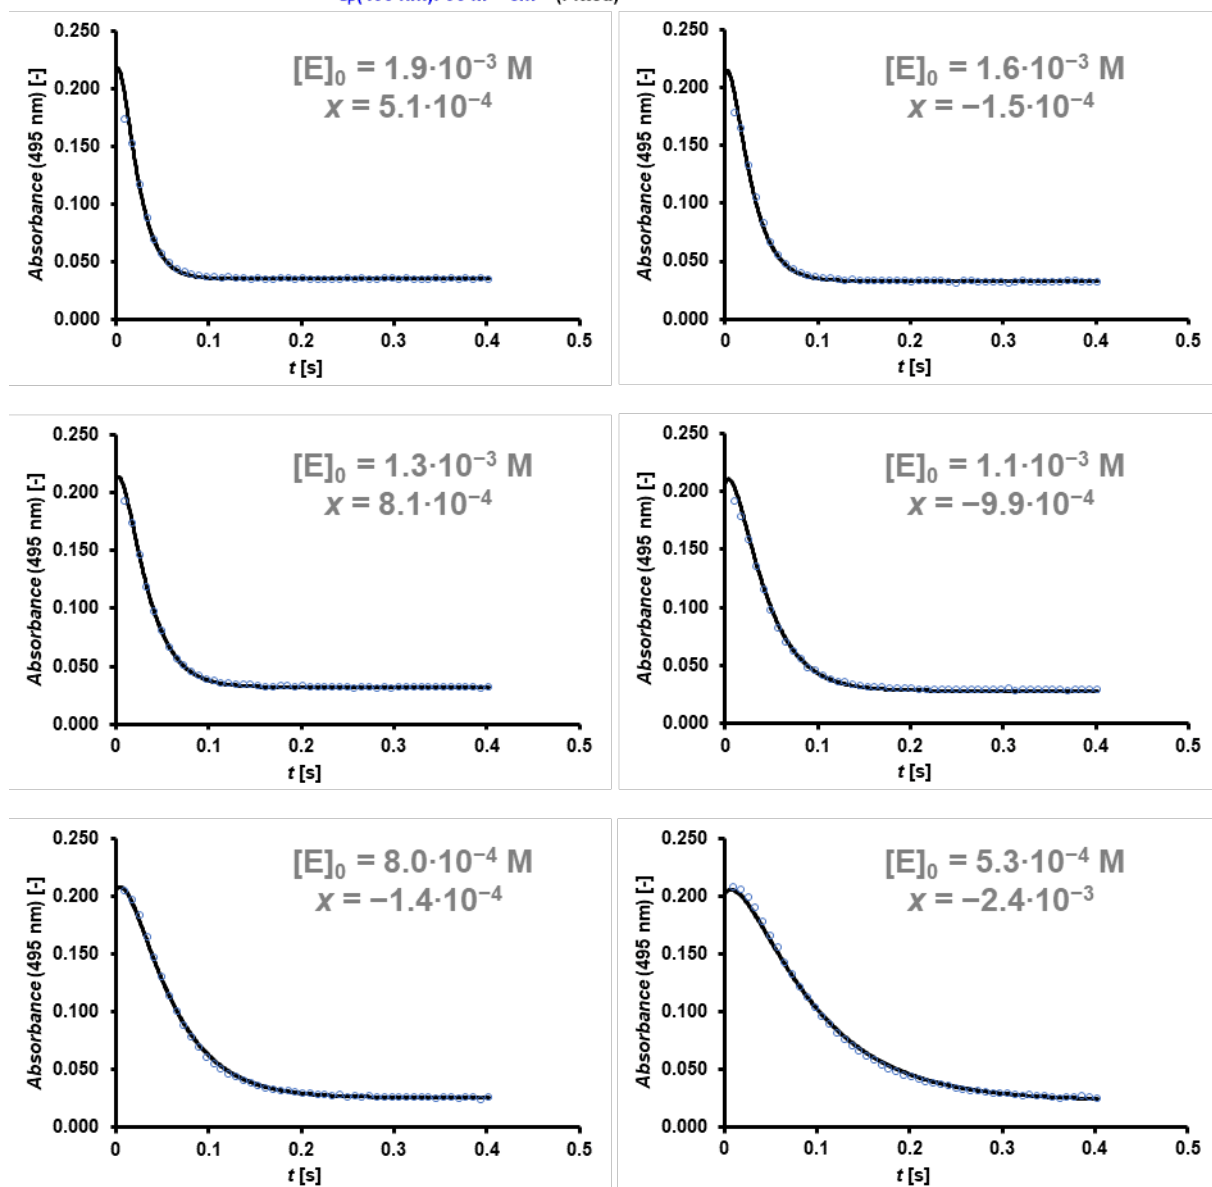 (Fitted)
0.250
0.200
0.150
0.100
0.050
0.000
0 0.1 0.2 0.3 0.4 0.5
Absorbance (495 nm) [-]
t [s]
[E]₀ = 1.9·10⁻³ M
x = 5.1·10⁻⁴
0.250
0.200
0.150
0.100
0.050
0.000
0 0.1 0.2 0.3 0.4 0.5
Absorbance (495 nm) [-]
t [s]
[E]₀ = 1.6·10⁻³ M
x = −1.5·10⁻⁴
0.250
0.200
0.150
0.100
0.050
0.000
0 0.1 0.2 0.3 0.4 0.5
Absorbance (495 nm) [-]
t [s]
[E]₀ = 1.3·10⁻³ M
x = 8.1·10⁻⁴
0.250
0.200
0.150
0.100
0.050
0.000
0 0.1 0.2 0.3 0.4 0.5
Absorbance (495 nm) [-]
t [s]
[E]₀ = 1.1·10⁻³ M
x = −9.9·10⁻⁴
0.250
0.200
0.150
0.100
0.050
0.000
0 0.1 0.2 0.3 0.4 0.5
Absorbance (495 nm) [-]
t [s]
[E]₀ = 8.0·10⁻⁴ M
x = −1.4·10⁻⁴
0.250
0.200
0.150
0.100
0.050
0.000
0 0.1 0.2 0.3 0.4 0.5
Absorbance (495 nm) [-]
t [s]
[E]₀ = 5.3·10⁻⁴ M
x = −2.4·10⁻³